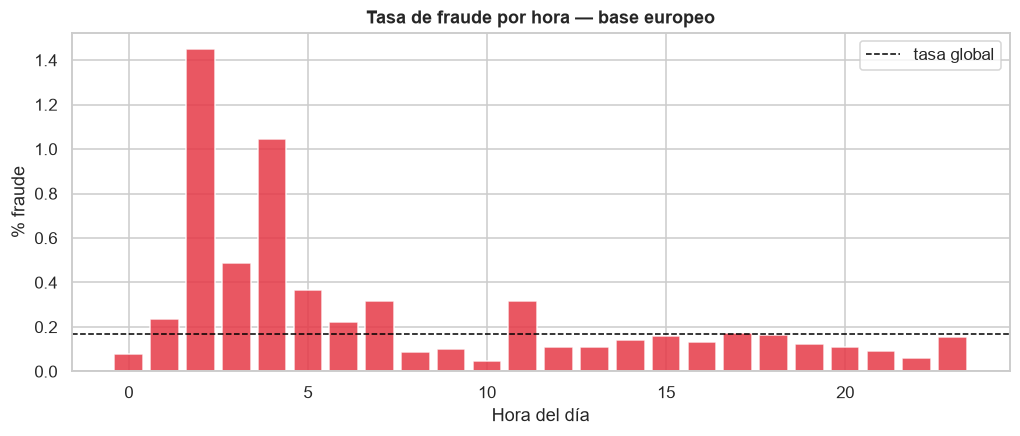 Tasa de fraude por hora — base europeo
tasa global
% fraude
1.4
1.2
1.0
0.8
0.6
0.4
0.2
0.0
0 5 10 15 20
Hora del día